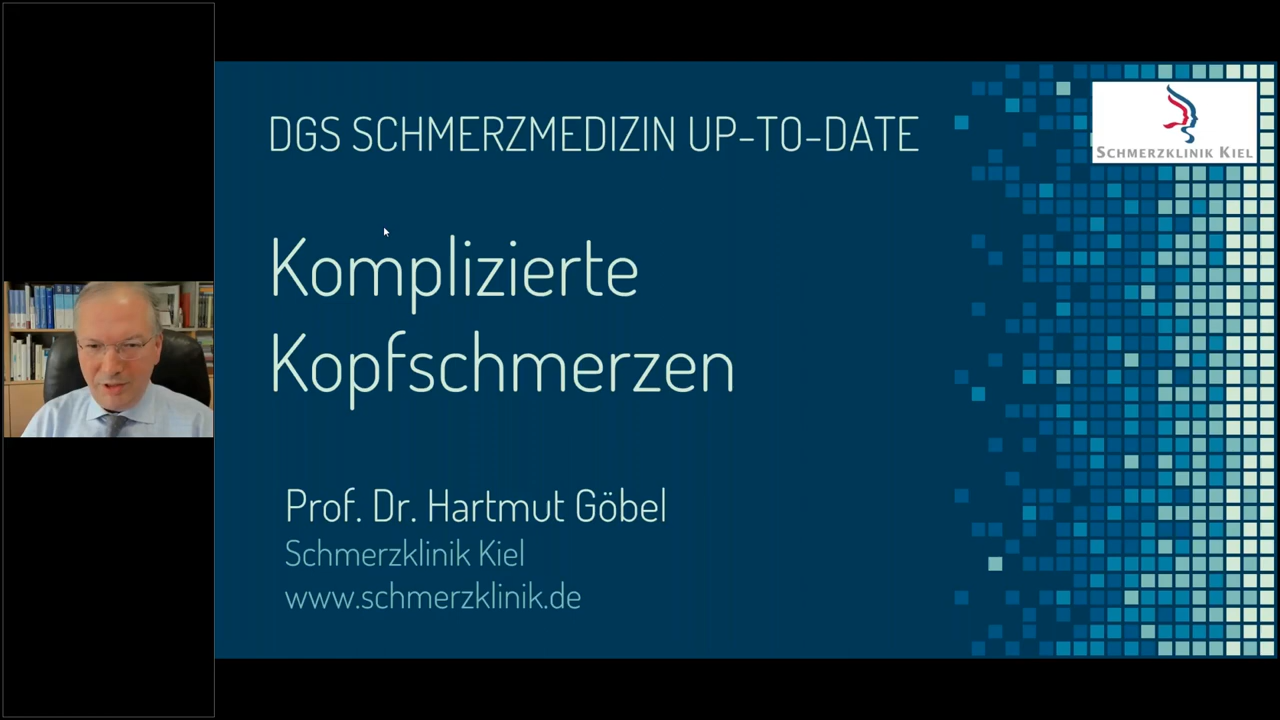 DGS SCHMERZMEDIZIN UP-TO-DATE
SCHMERZKLINIK KIEL
Komplizierte
Kopfschmerzen
Prof. Dr. Hartmut Göbel
Schmerzklinik Kiel
www.schmerzklinik.de